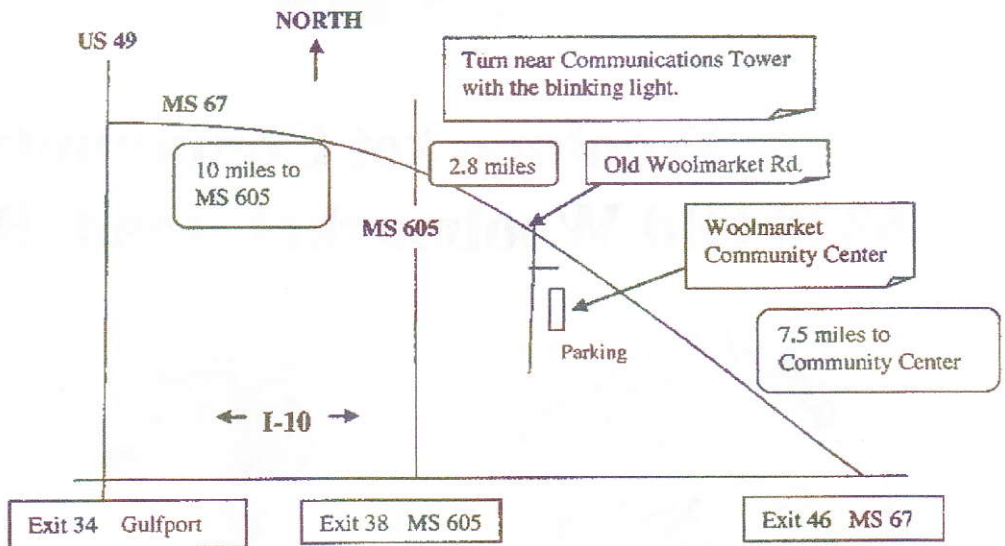 NORTH
US 49
Turn near Communications Tower
with the blinking light.
MS 67
10 miles to
MS 605
2.8 miles
Old Woolmarket Rd.
MS 605
Woolmarket
Community Center
Parking
7.5 miles to
Community Center
I-10
Exit 34 Gulfport
Exit 38 MS 605
Exit 46 MS 67